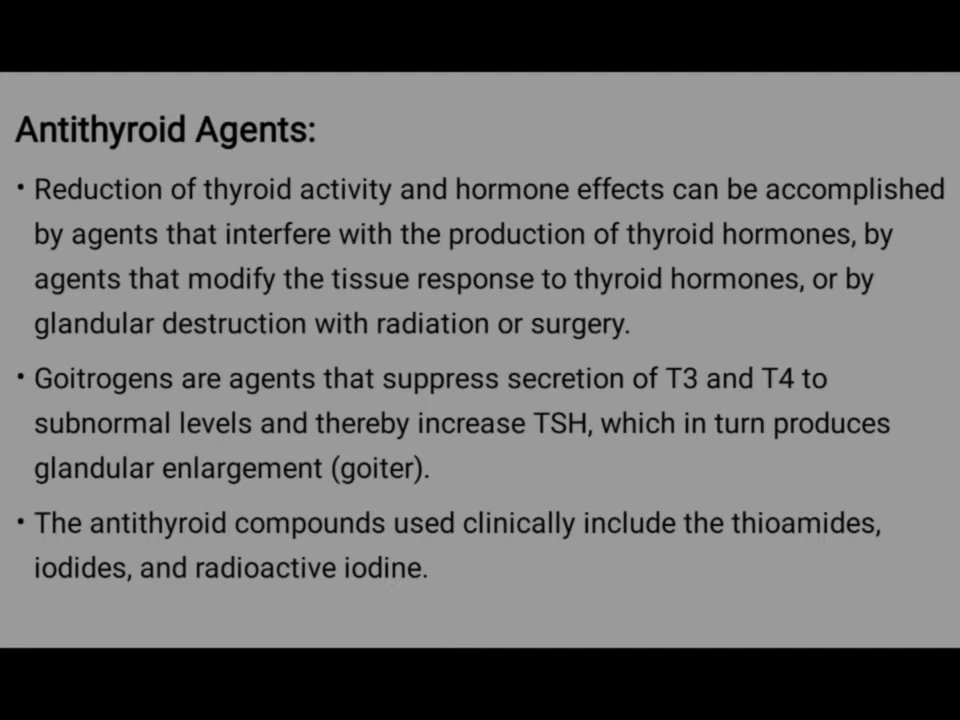 Antithyroid Agents:
• Reduction of thyroid activity and hormone effects can be accomplished
by agents that interfere with the production of thyroid hormones, by
agents that modify the tissue response to thyroid hormones, or by
glandular destruction with radiation or surgery.
• Goitrogens are agents that suppress secretion of T3 and T4 to
subnormal levels and thereby increase TSH, which in turn produces
glandular enlargement (goiter).
• The antithyroid compounds used clinically include the thioamides,
iodides, and radioactive iodine.